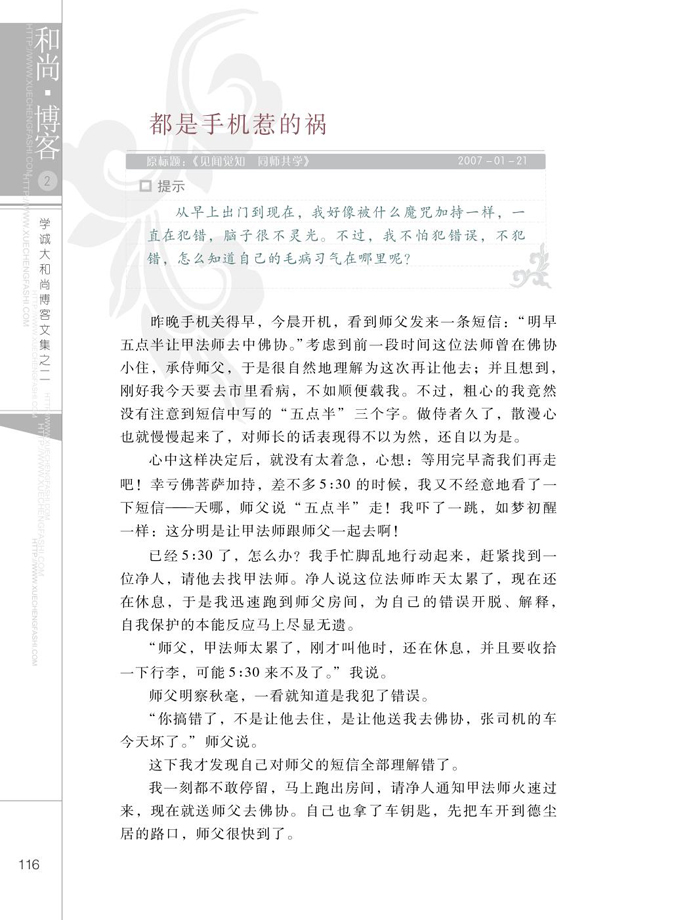 和尚·博客
2
学诚大和尚博客文集之二
都是手机惹的祸
原标题：《见闻觉知 同师共学》 2007-01-21
提示
从早上出门到现在，我好像被什么魔咒加持一样，一
直在犯错，脑子很不灵光。不过，我不怕犯错误，不犯
错，怎么知道自己的毛病习气在哪里呢？
昨晚手机关得早，今晨开机，看到师父发来一条短信：“明早
五点半让甲法师去中佛协。”考虑到前一段时间这位法师曾在佛协
小住，承侍师父，于是很自然地理解为这次再让他去；并且想到，
刚好我今天要去市里看病，不如顺便载我。不过，粗心的我竟然
没有注意到短信中写的“五点半”三个字。做侍者久了，散漫心
也就慢慢起来了，对师长的话表现得不以为然，还自以为是。
心中这样决定后，就没有太着急，心想：等用完早斋我们再走
吧！幸亏佛菩萨加持，差不多5:30的时候，我又不经意地看了一
下短信——天哪，师父说“五点半”走！我吓了一跳，如梦初醒
一样：这分明是让甲法师跟师父一起去啊！
已经5:30了，怎么办？我手忙脚乱地行动起来，赶紧找到一
位净人，请他去找甲法师。净人说这位法师昨天太累了，现在还
在休息，于是我迅速跑到师父房间，为自己的错误开脱、解释，
自我保护的本能反应马上尽显无遗。
“师父，甲法师太累了，刚才叫他时，还在休息，并且要收拾
一下行李，可能5:30来不及了。”我说。
师父明察秋毫，一看就知道是我犯了错误。
“你搞错了，不是让他去住，是让他送我去佛协，张司机的车
今天坏了。”师父说。
这下我才发现自己对师父的短信全部理解错了。
我一刻都不敢停留，马上跑出房间，请净人通知甲法师火速过
来，现在就送师父去佛协。自己也拿了车钥匙，先把车开到德尘
居的路口，师父很快到了。
116
HTTP://WWW.XUECHENGFASHI.COM